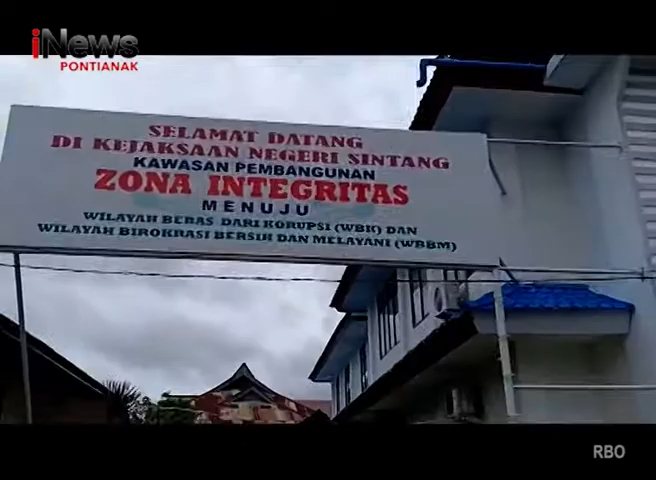 iNews
PONTIANAK
SELAMAT DATANG
DI KEJAKSAAN NEGERI SINTANG
KAWASAN PEMBANGUNAN
ZONA INTEGRITAS
MENUJU
WILAYAH BEBAS DARI KORUPSI (WBK) DAN
WILAYAH BIROKRASI BERSIH DAN MELAYANI (WBBM)
RBO